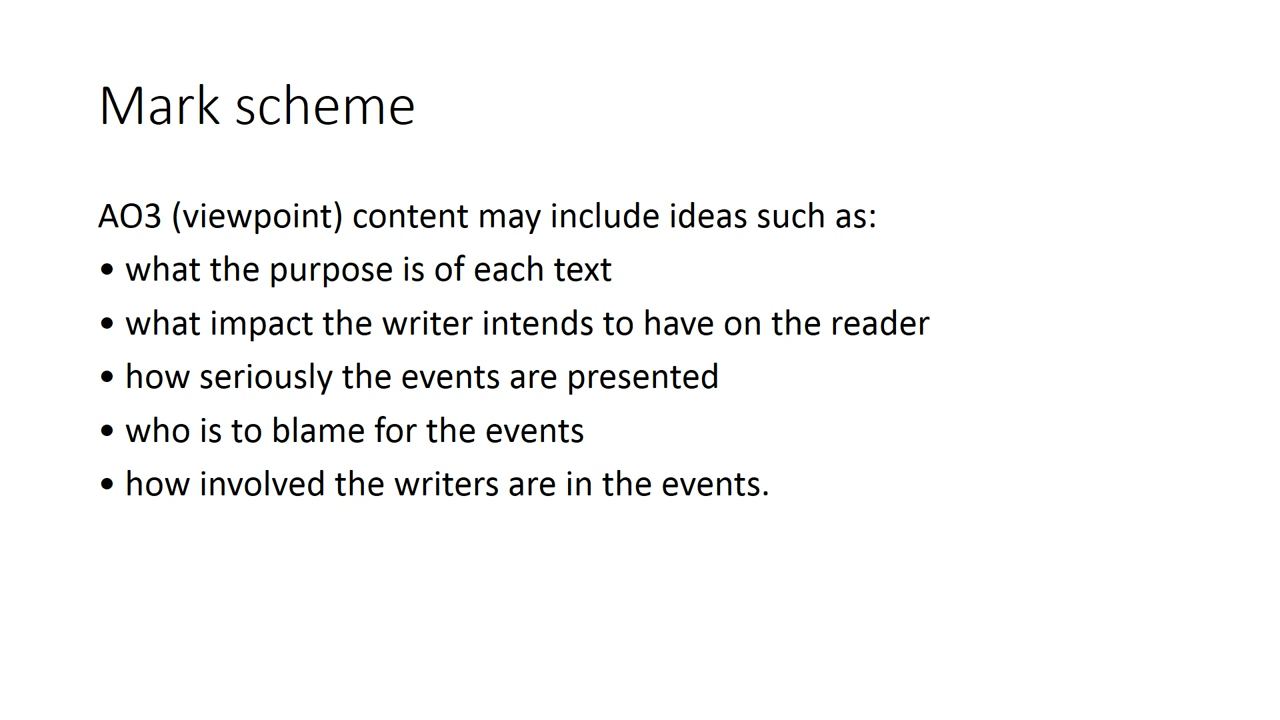 Mark scheme
AO3 (viewpoint) content may include ideas such as:
• what the purpose is of each text
• what impact the writer intends to have on the reader
• how seriously the events are presented
• who is to blame for the events
• how involved the writers are in the events.